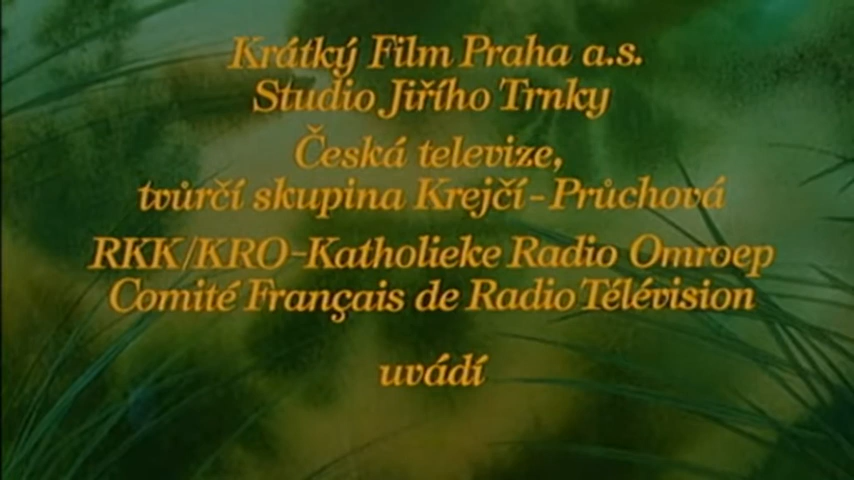 Krátký Film Praha a.s.
Studio Jiřího Trnky
Česká televize,
tvůrčí skupina Krejčí-Průchová
RKK/KRO-Katholieke Radio Omroep
Comité Français de Radio Télévision
uvádí